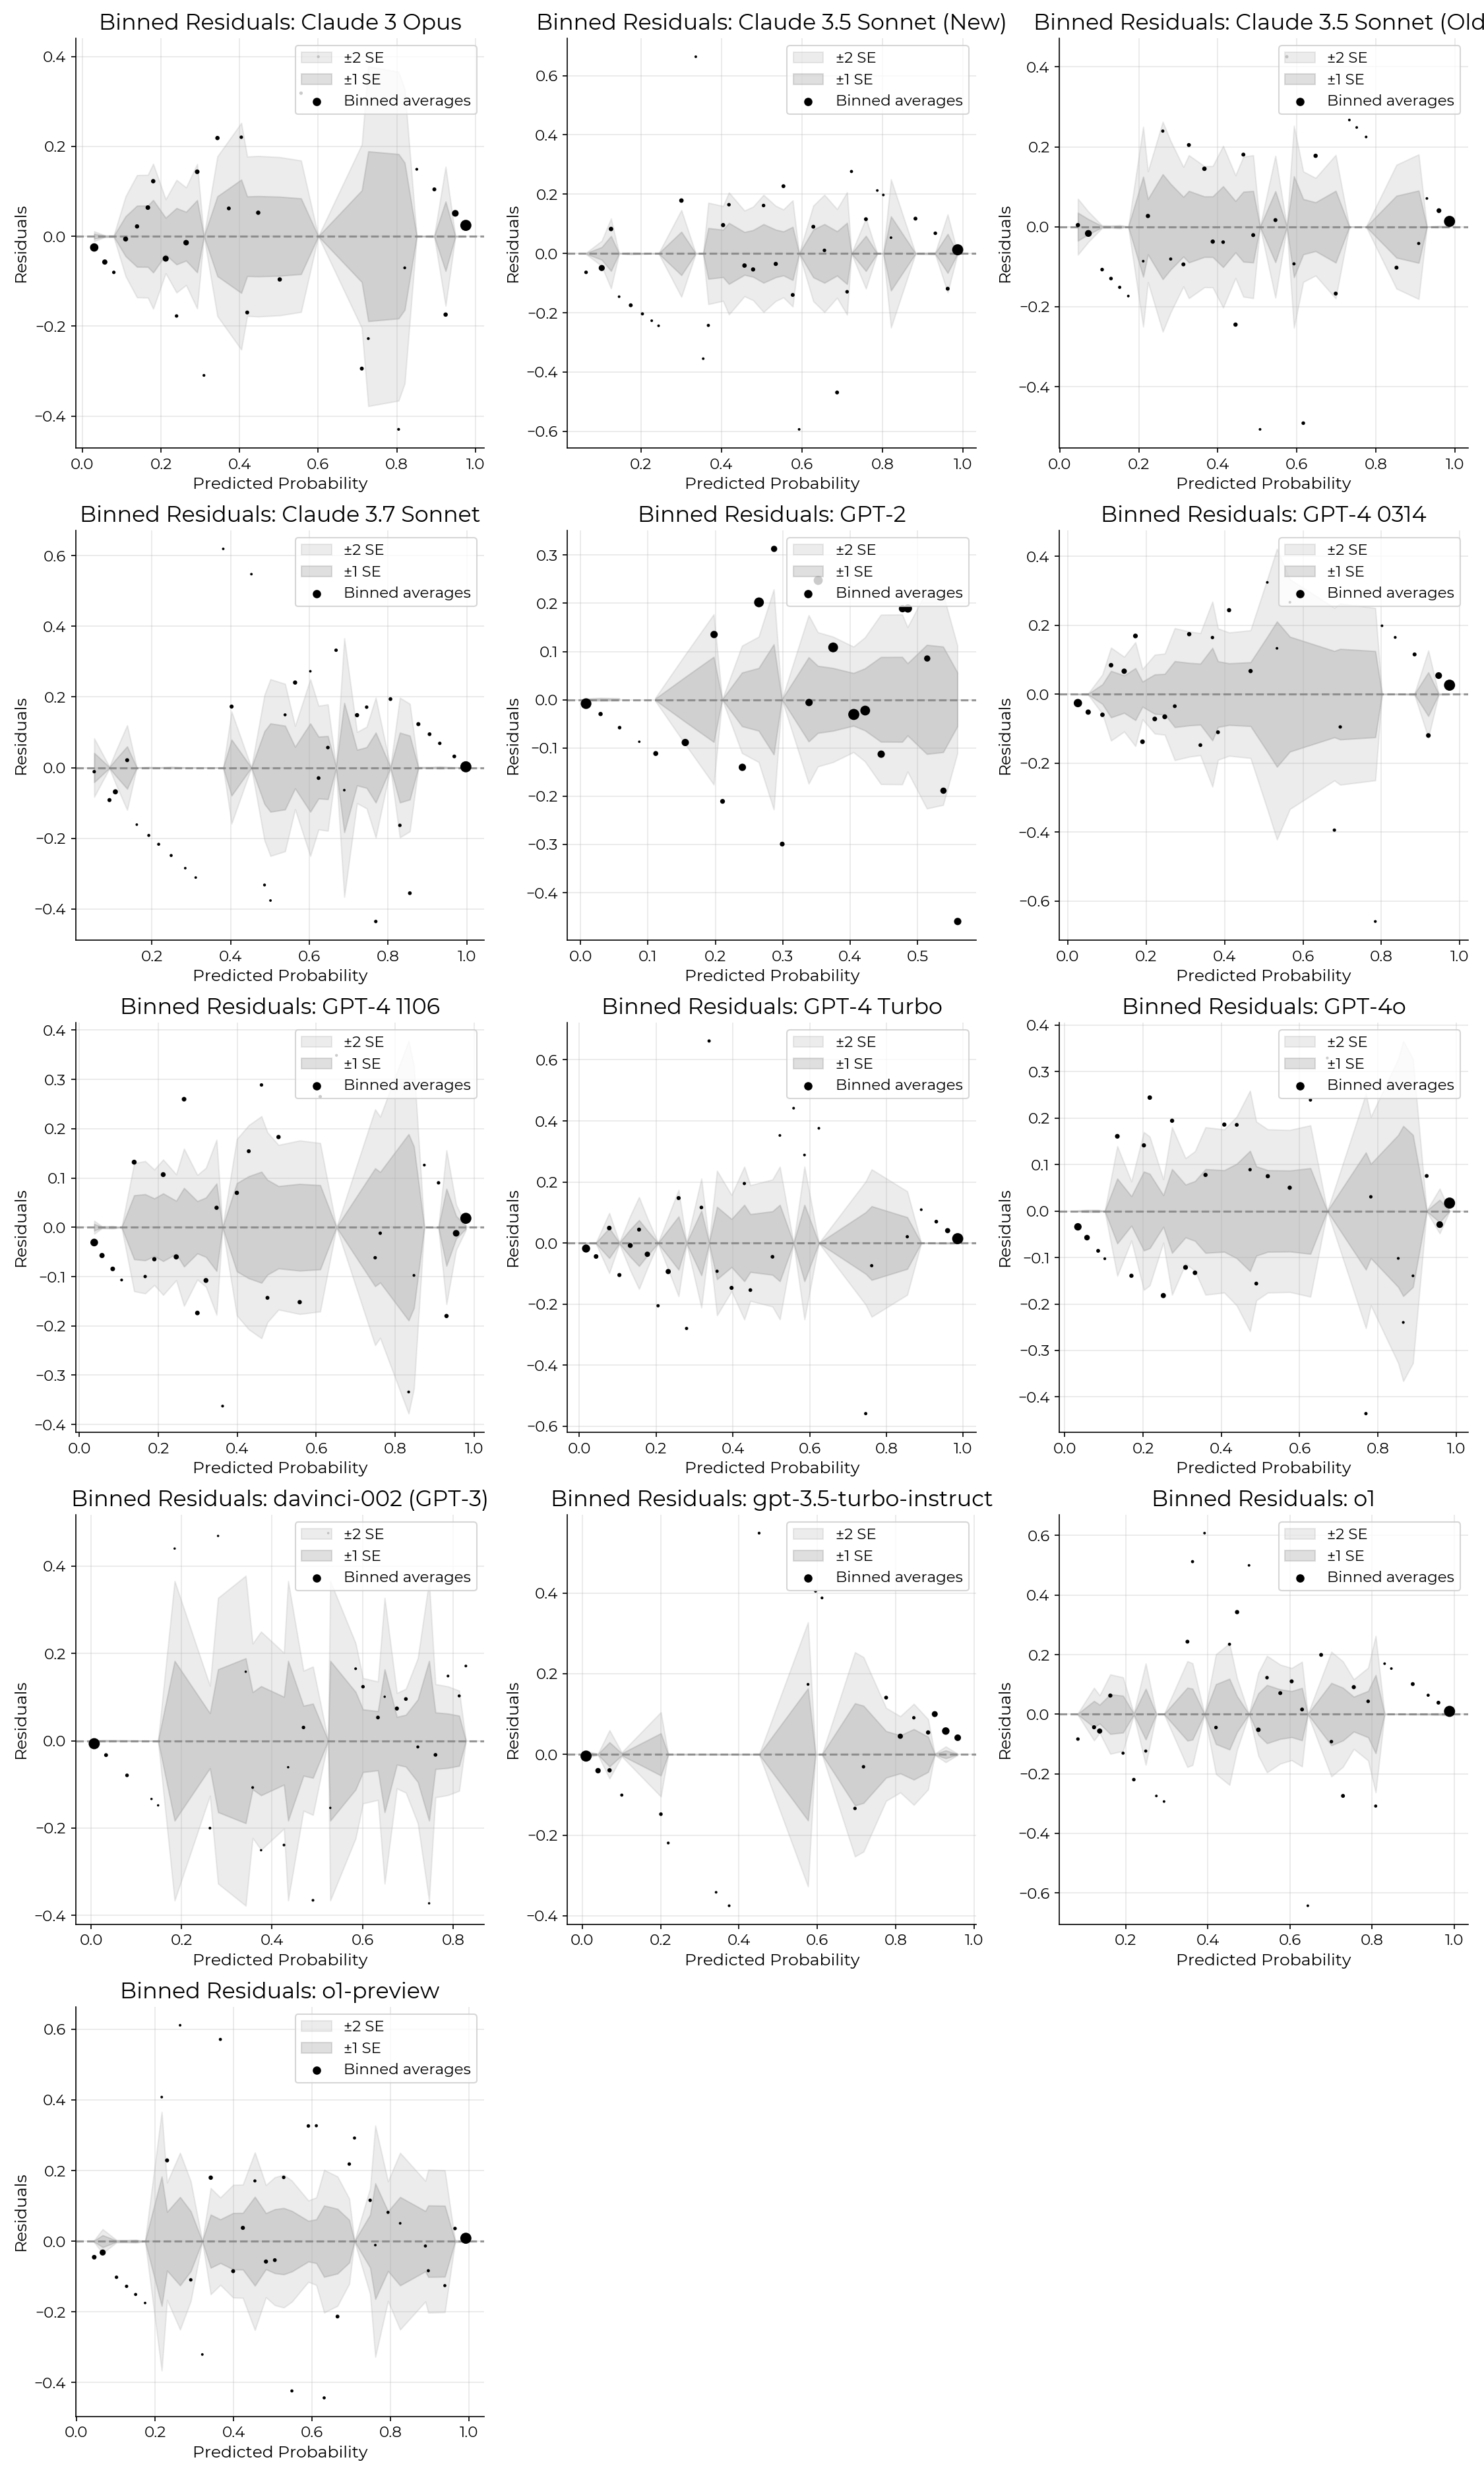 Binned Residuals: Claude 3 Opus
±2 SE
±1 SE
Binned averages
0.4
0.2
0.0
−0.2
−0.4
Residuals
0.0 0.2 0.4 0.6 0.8 1.0
Predicted Probability
Binned Residuals: Claude 3.5 Sonnet (New)
±2 SE
±1 SE
Binned averages
0.6
0.4
0.2
0.0
−0.2
−0.4
−0.6
Residuals
0.2 0.4 0.6 0.8 1.0
Predicted Probability
Binned Residuals: Claude 3.5 Sonnet (Old
±2 SE
±1 SE
Binned averages
0.4
0.2
0.0
−0.2
−0.4
Residuals
0.0 0.2 0.4 0.6 0.8 1.0
Predicted Probability
Binned Residuals: Claude 3.7 Sonnet
±2 SE
±1 SE
Binned averages
0.6
0.4
0.2
0.0
−0.2
−0.4
Residuals
0.2 0.4 0.6 0.8 1.0
Predicted Probability
Binned Residuals: GPT-2
±2 SE
±1 SE
Binned averages
0.3
0.2
0.1
0.0
−0.1
−0.2
−0.3
−0.4
Residuals
0.0 0.1 0.2 0.3 0.4 0.5
Predicted Probability
Binned Residuals: GPT-4 0314
±2 SE
±1 SE
Binned averages
0.4
0.2
0.0
−0.2
−0.4
−0.6
Residuals
0.0 0.2 0.4 0.6 0.8 1.0
Predicted Probability
Binned Residuals: GPT-4 1106
±2 SE
±1 SE
Binned averages
0.4
0.3
0.2
0.1
0.0
−0.1
−0.2
−0.3
−0.4
Residuals
0.0 0.2 0.4 0.6 0.8 1.0
Predicted Probability
Binned Residuals: GPT-4 Turbo
±2 SE
±1 SE
Binned averages
0.6
0.4
0.2
0.0
−0.2
−0.4
−0.6
Residuals
0.0 0.2 0.4 0.6 0.8 1.0
Predicted Probability
Binned Residuals: GPT-4o
±2 SE
±1 SE
Binned averages
0.4
0.3
0.2
0.1
0.0
−0.1
−0.2
−0.3
−0.4
Residuals
0.0 0.2 0.4 0.6 0.8 1.0
Predicted Probability
Binned Residuals: davinci-002 (GPT-3)
±2 SE
±1 SE
Binned averages
0.4
0.2
0.0
−0.2
−0.4
Residuals
0.0 0.2 0.4 0.6 0.8
Predicted Probability
Binned Residuals: gpt-3.5-turbo-instruct
±2 SE
±1 SE
Binned averages
0.4
0.2
0.0
−0.2
−0.4
Residuals
0.0 0.2 0.4 0.6 0.8 1.0
Predicted Probability
Binned Residuals: o1
±2 SE
±1 SE
Binned averages
0.6
0.4
0.2
0.0
−0.2
−0.4
−0.6
Residuals
0.2 0.4 0.6 0.8 1.0
Predicted Probability
Binned Residuals: o1-preview
±2 SE
±1 SE
Binned averages
0.6
0.4
0.2
0.0
−0.2
−0.4
Residuals
0.0 0.2 0.4 0.6 0.8 1.0
Predicted Probability